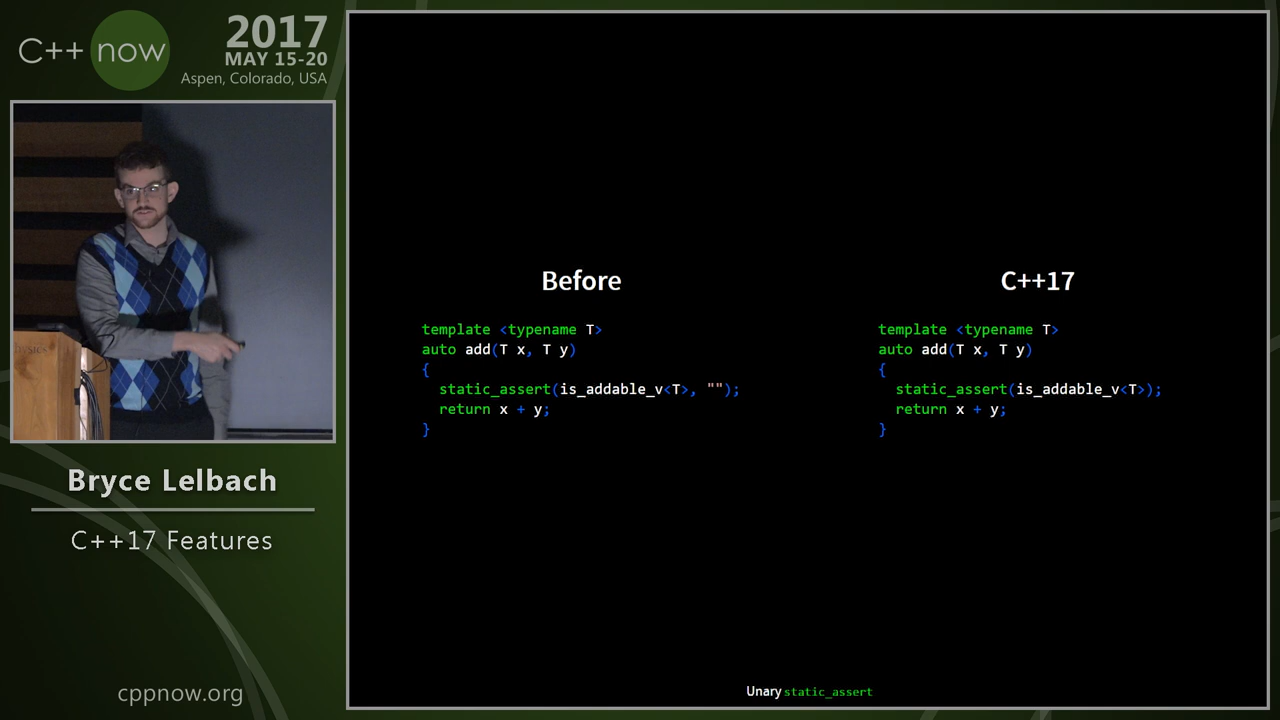 C++ now
2017
MAY 15-20
Aspen, Colorado, USA
physics
Bryce Lelbach
C++17 Features
cppnow.org
Before
template <typename T>
auto add(T x, T y)
{
  static_assert(is_addable_v<T>, "");
  return x + y;
}
C++17
template <typename T>
auto add(T x, T y)
{
  static_assert(is_addable_v<T>);
  return x + y;
}
Unary static_assert